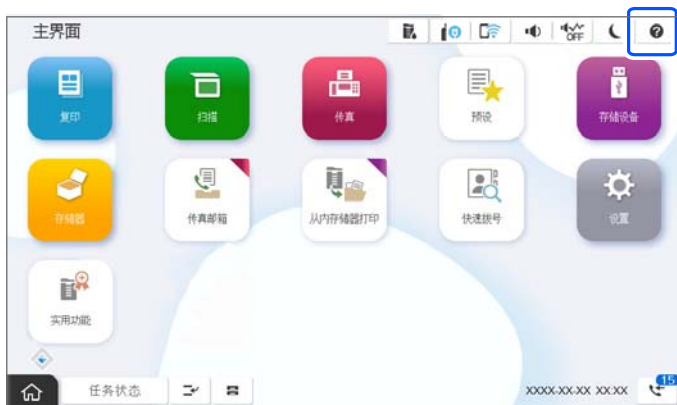 主界面
OFF
?
复印
扫描
传真
预设
存储设备
存储器
传真邮箱
从内存储器打印
快速拨号
设置
实用功能
任务状态
XXXX-XX-XX XX:XX
15